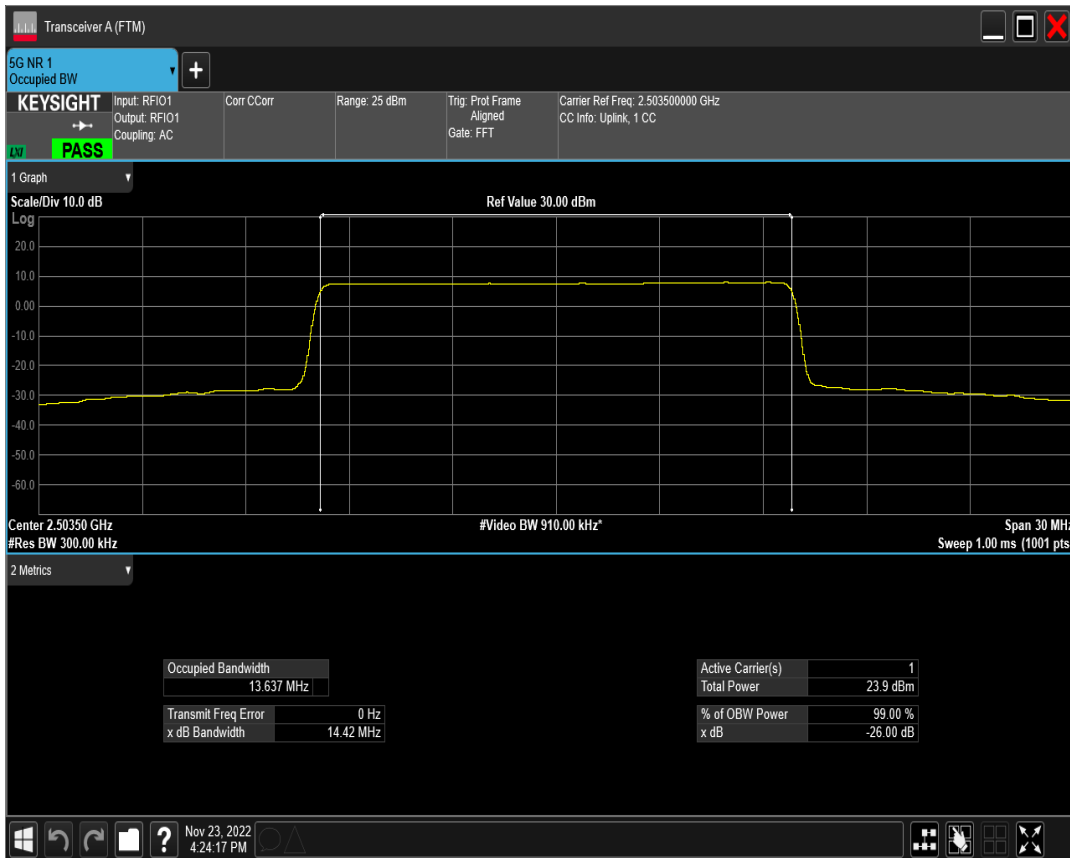 Transceiver A (FTM)
5G NR 1
Occupied BW
+
KEYSIGHT
LXI
PASS
Input: RFIO1
Output: RFIO1
Coupling: AC
Corr CCorr
Range: 25 dBm
Trig: Prot Frame
Aligned
Gate: FFT
Carrier Ref Freq: 2.503500000 GHz
CC Info: Uplink, 1 CC
1 Graph
Scale/Div 10.0 dB
Ref Value 30.00 dBm
Log
20.0
10.0
0.00
-10.0
-20.0
-30.0
-40.0
-50.0
-60.0
Center 2.50350 GHz
#Video BW 910.00 kHz*
Span 30 MHz
#Res BW 300.00 kHz
Sweep 1.00 ms (1001 pts
2 Metrics
Occupied Bandwidth
13.637 MHz
Transmit Freq Error 0 Hz
x dB Bandwidth 14.42 MHz
Active Carrier(s) 1
Total Power 23.9 dBm
% of OBW Power 99.00 %
x dB -26.00 dB
?
Nov 23, 2022
4:24:17 PM